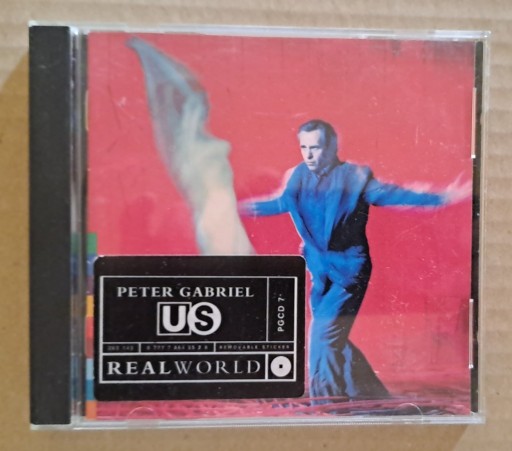 PETER GABRIEL
US
PGCD 7
REMOVABLE STICKER
REALWORLD